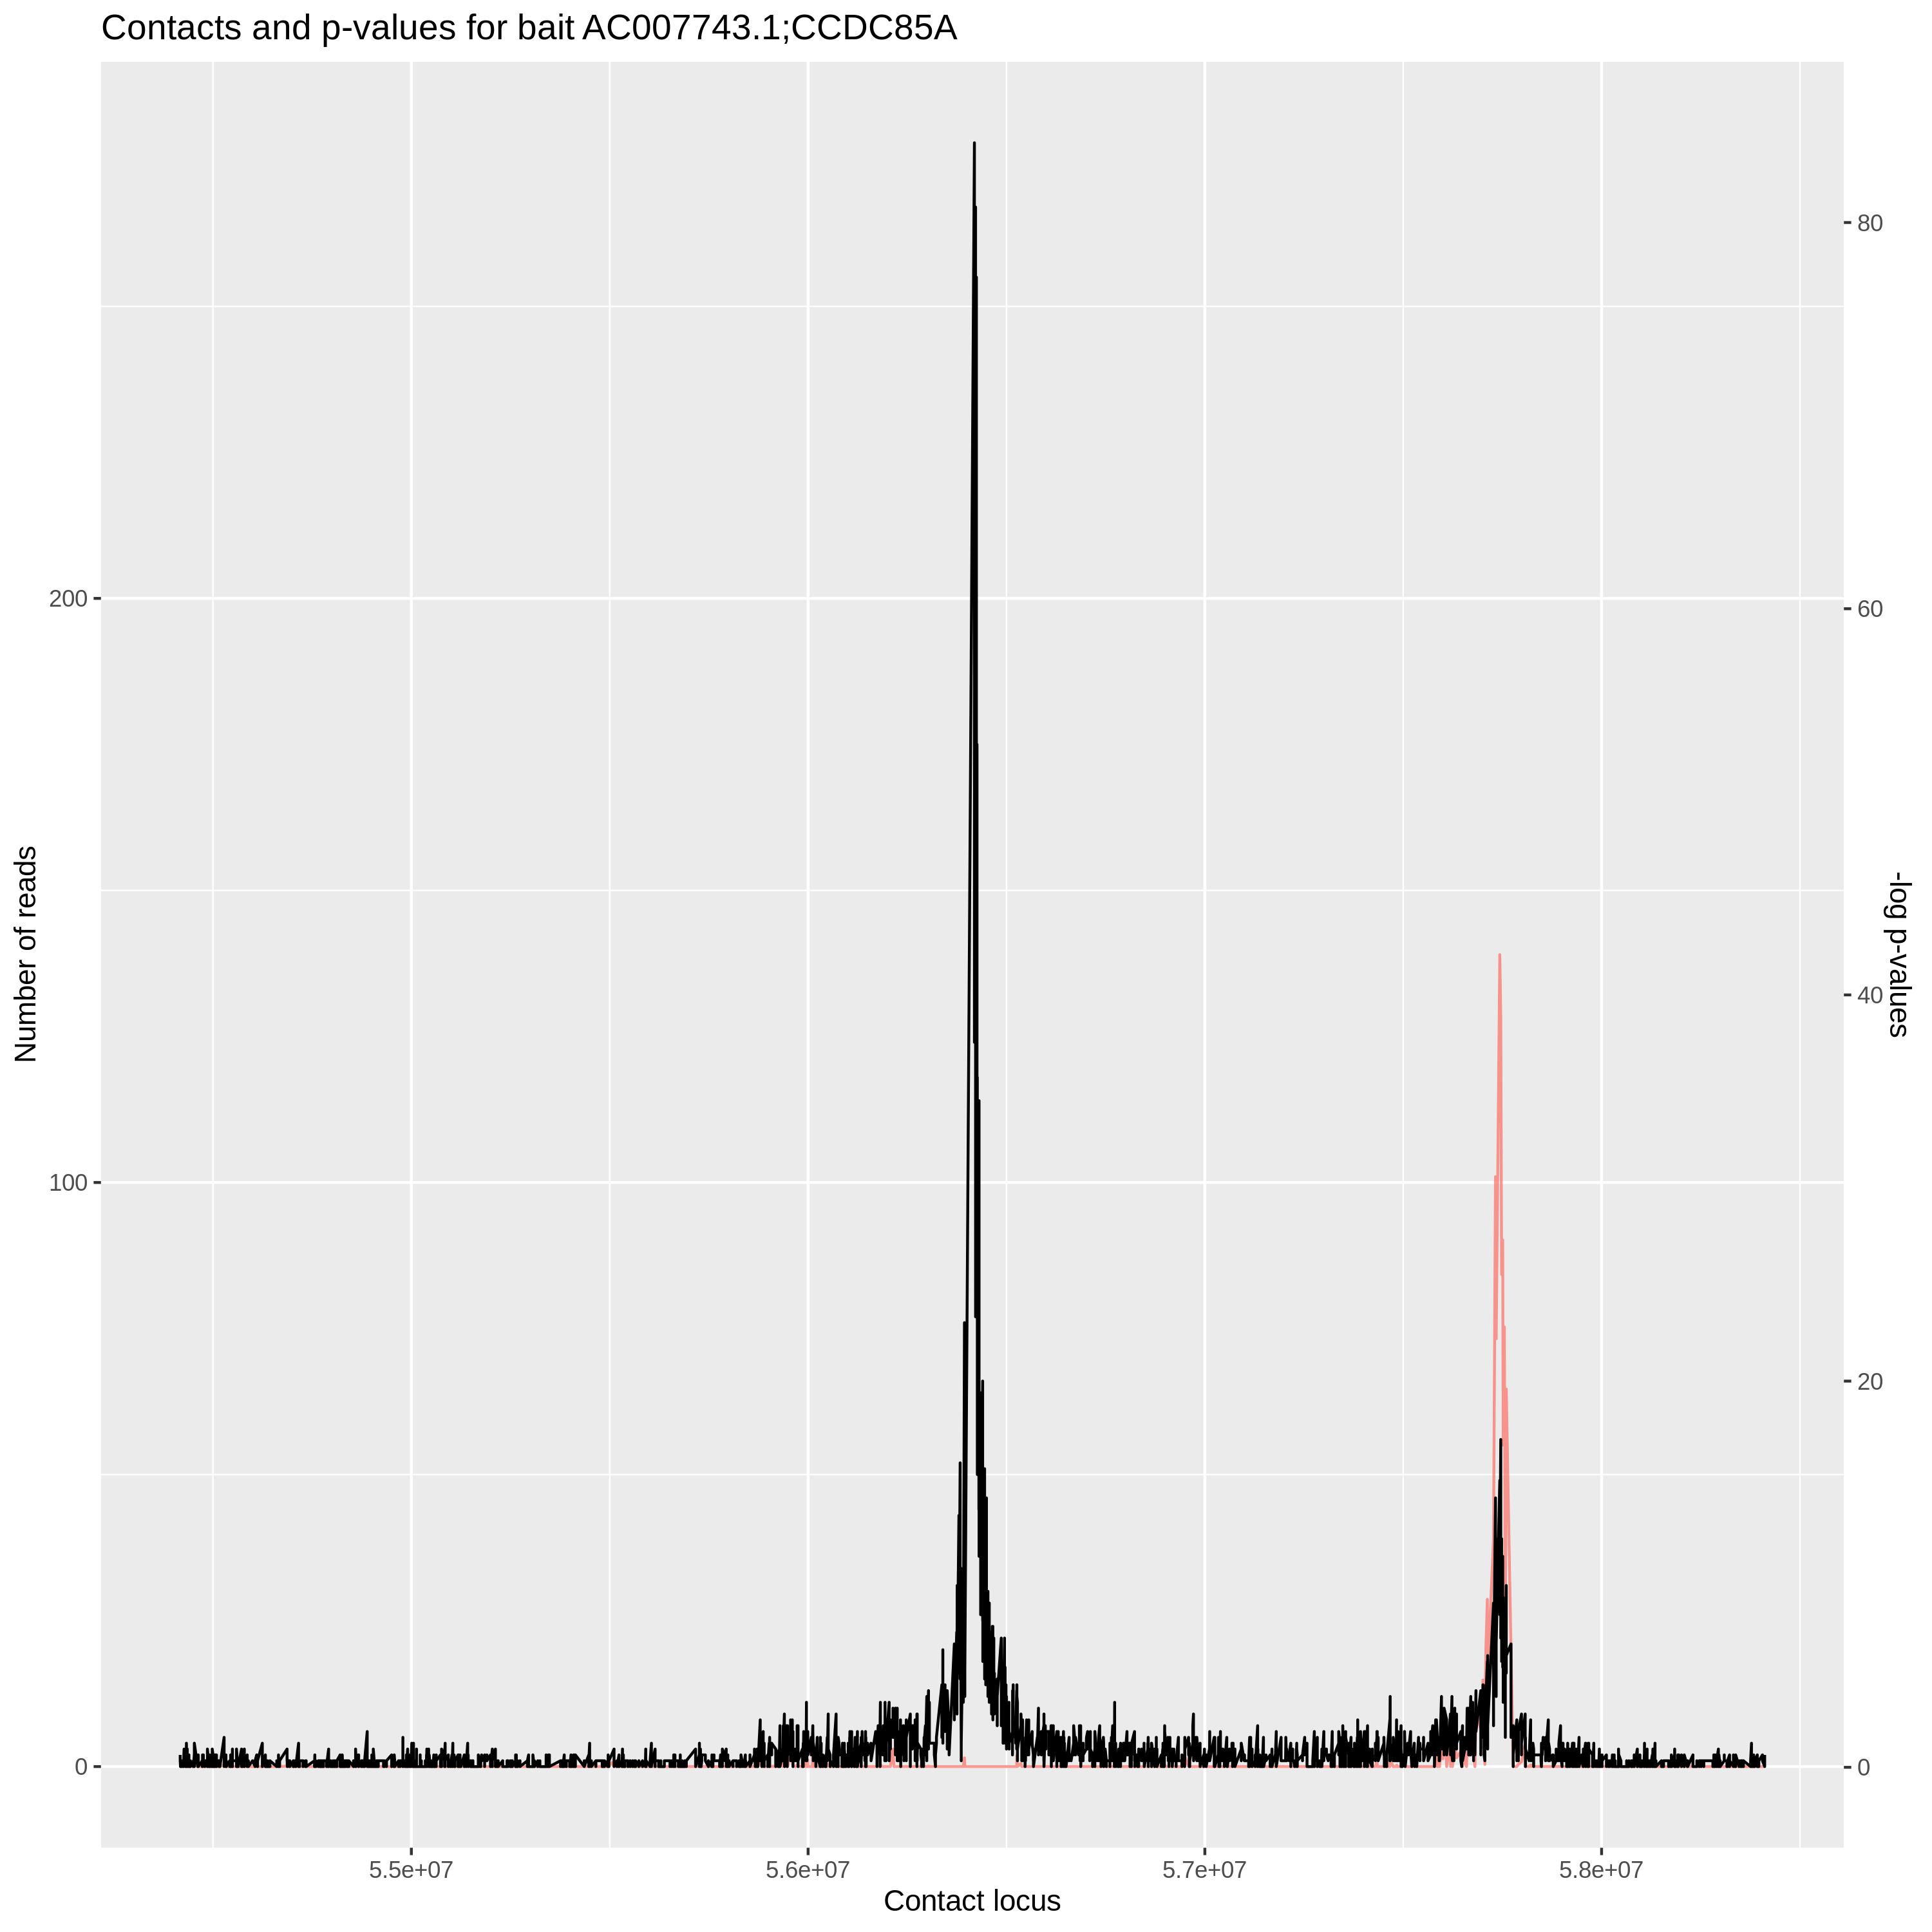 Contacts and p-values for bait AC007743.1;CCDC85A
Number of reads
200
100
0
80
60
40
20
0
-log p-values
5.5e+07
5.6e+07
5.7e+07
5.8e+07
Contact locus